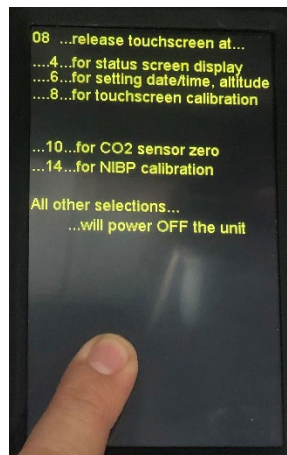 08 ...release touchscreen at...
....4...for status screen display
....6...for setting date/time, altitude
....8...for touchscreen calibration
...10...for CO2 sensor zero
...14...for NIBP calibration
All other selections...
...will power OFF the unit